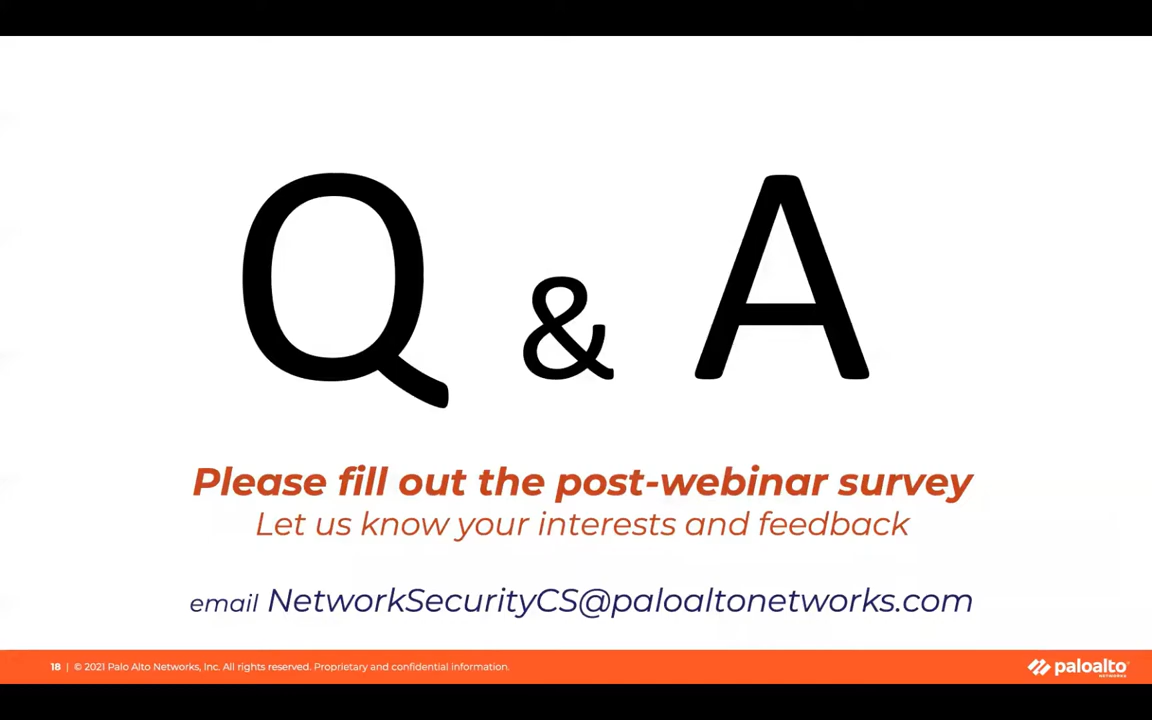 Q & A
Please fill out the post-webinar survey
Let us know your interests and feedback
email NetworkSecurityCS@paloaltonetworks.com
18 | © 2021 Palo Alto Networks, Inc. All rights reserved. Proprietary and confidential information.
paloalto
NETWORKS